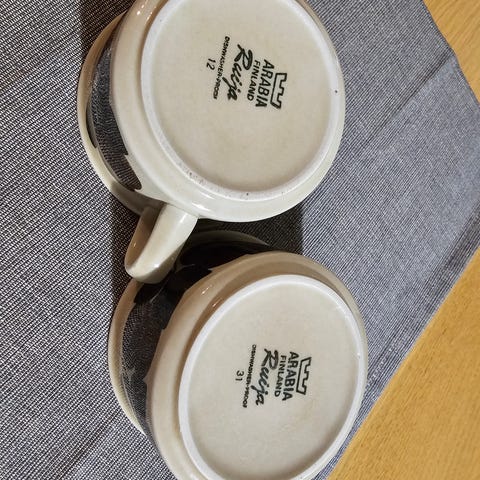 ARABIA
FINLAND
Ruija
DISHWASHER-PROOF
12
ARABIA
FINLAND
Ruija
DISHWASHER-PROOF
31